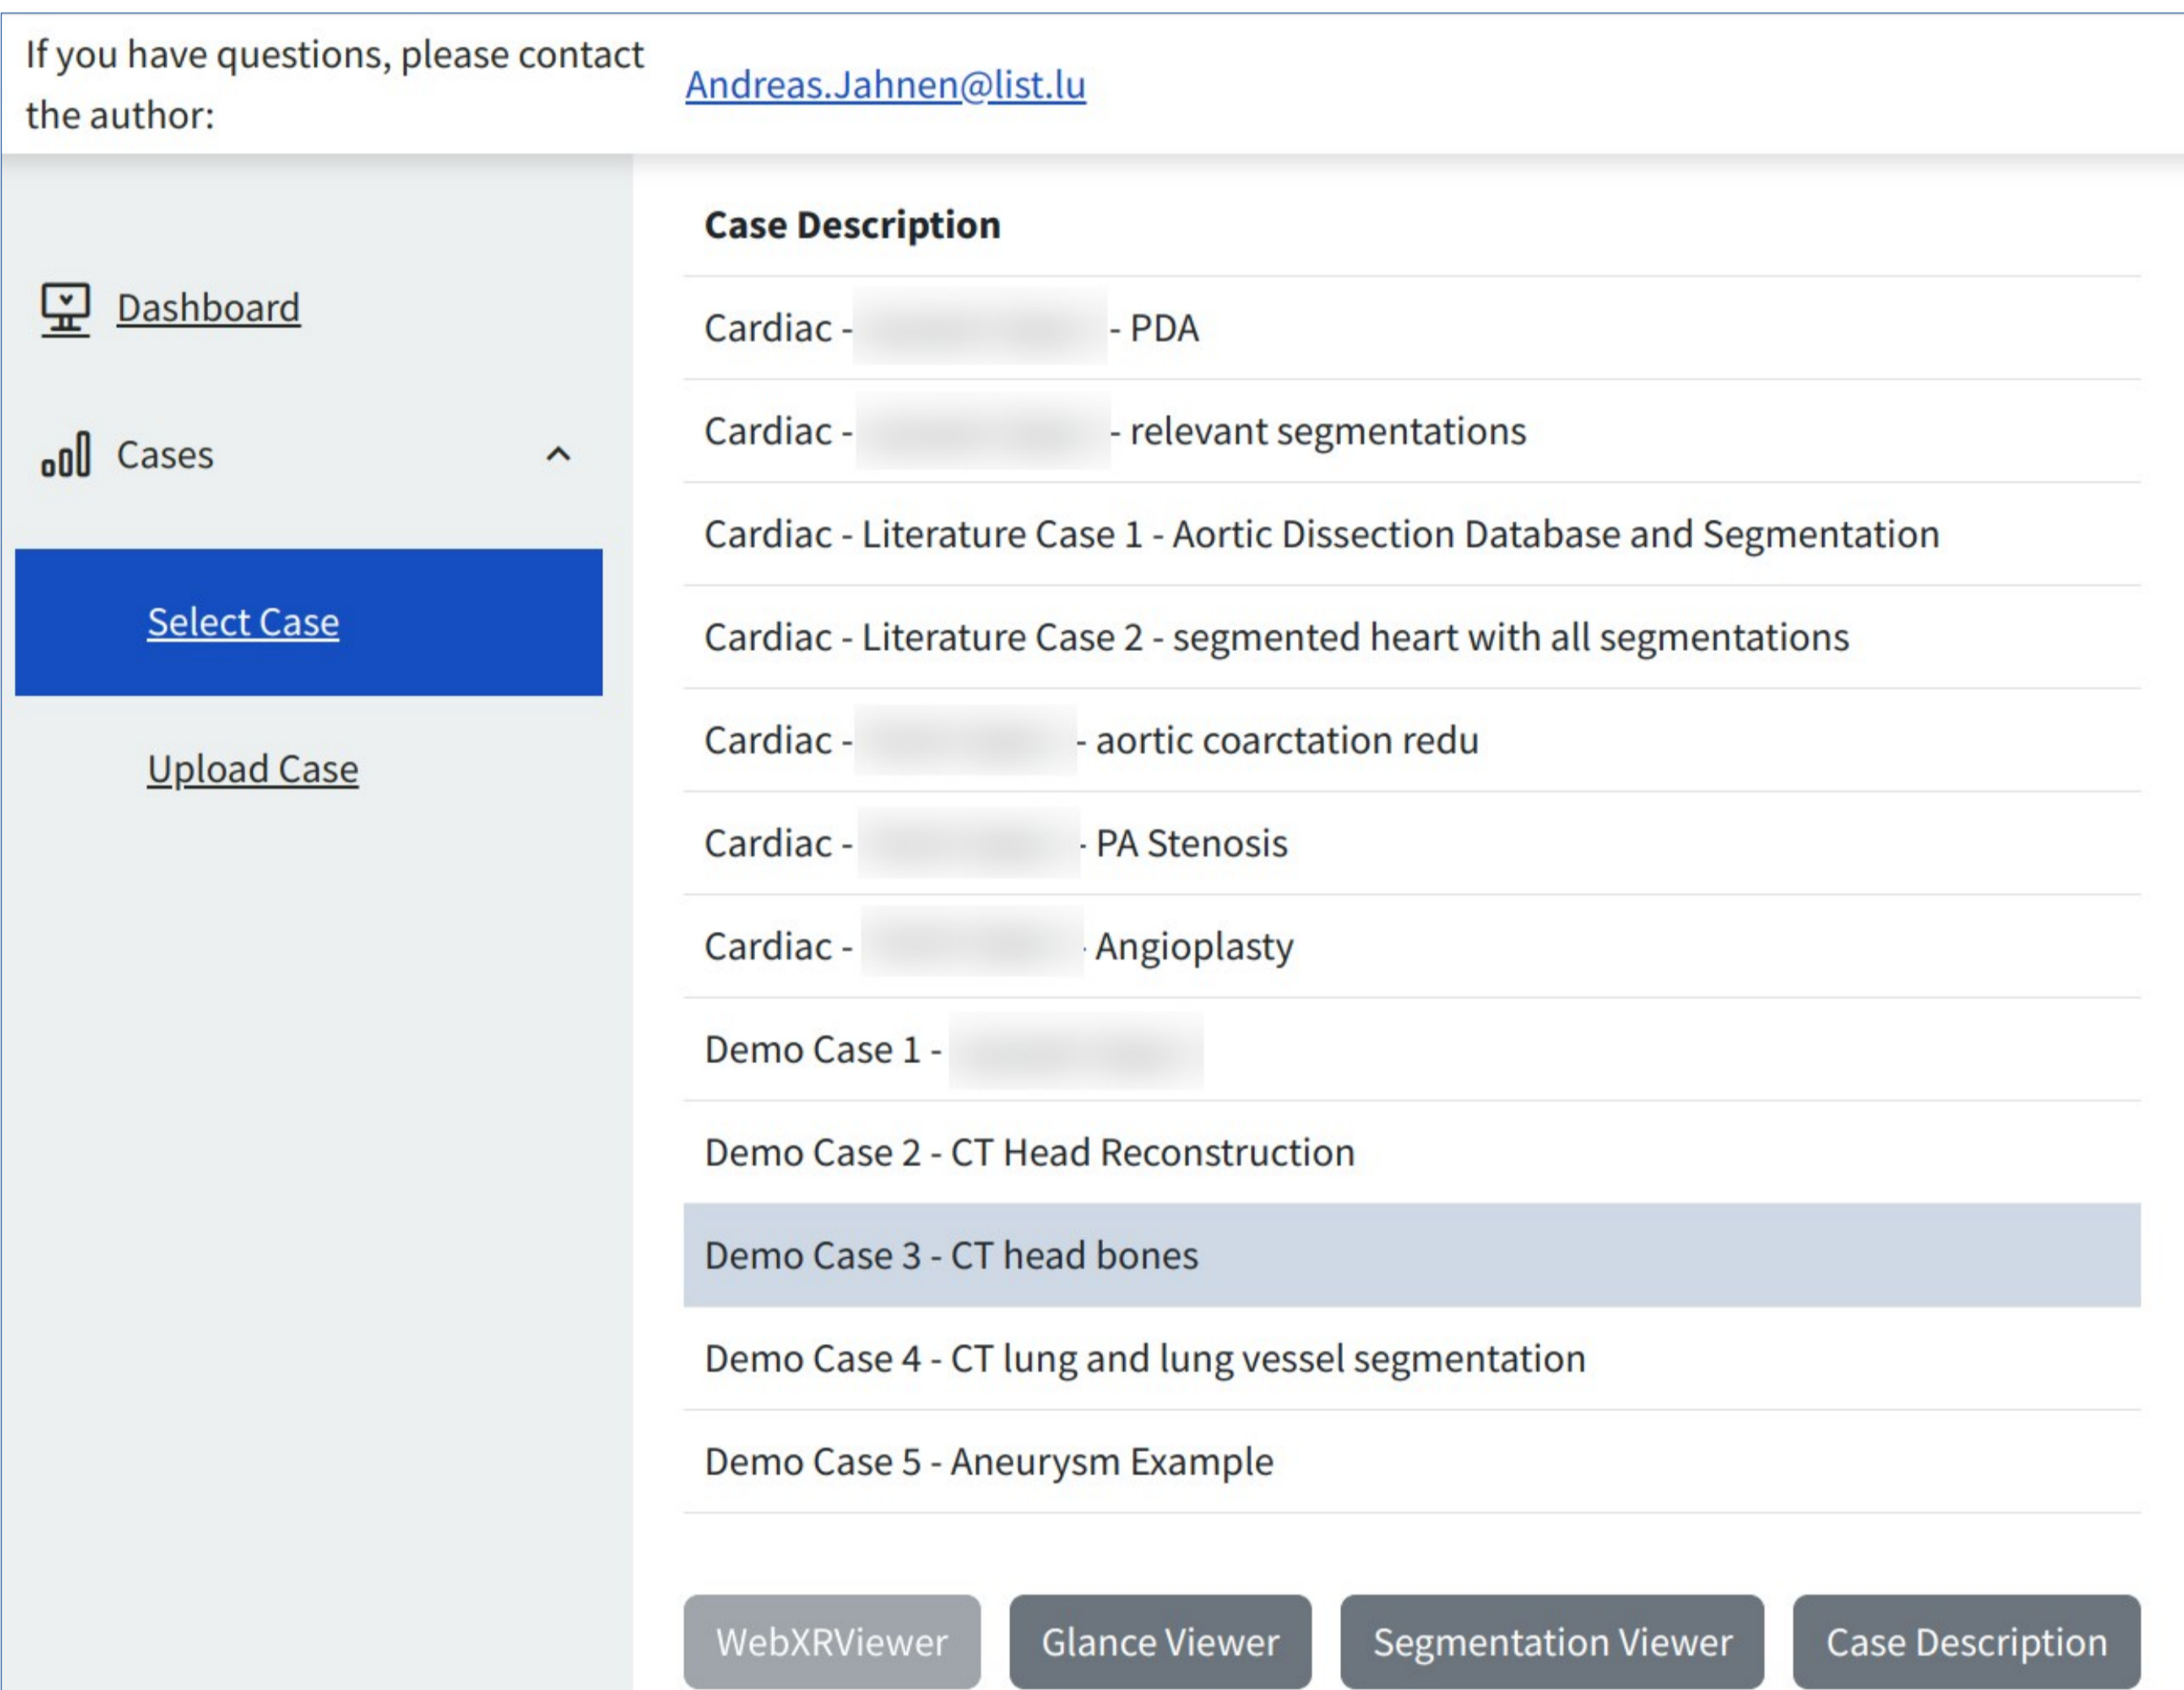 If you have questions, please contact
the author:
Andreas.Jahnen@list.lu
Dashboard
Cases
Select Case
Upload Case
Case Description
Cardiac - - PDA
Cardiac - - relevant segmentations
Cardiac - Literature Case 1 - Aortic Dissection Database and Segmentation
Cardiac - Literature Case 2 - segmented heart with all segmentations
Cardiac - - aortic coarctation redu
Cardiac - - PA Stenosis
Cardiac - - Angioplasty
Demo Case 1 -
Demo Case 2 - CT Head Reconstruction
Demo Case 3 - CT head bones
Demo Case 4 - CT lung and lung vessel segmentation
Demo Case 5 - Aneurysm Example
WebXRViewer
Glance Viewer
Segmentation Viewer
Case Description